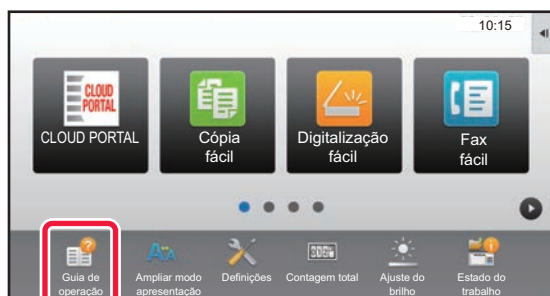 10:15
CLOUD
PORTAL
CLOUD PORTAL
Cópia
fácil
Digitalização
fácil
Fax
fácil
Guia de
operação
Ampliar modo
apresentação
Definições
Contagem total
Ajuste do
brilho
Estado do
trabalho